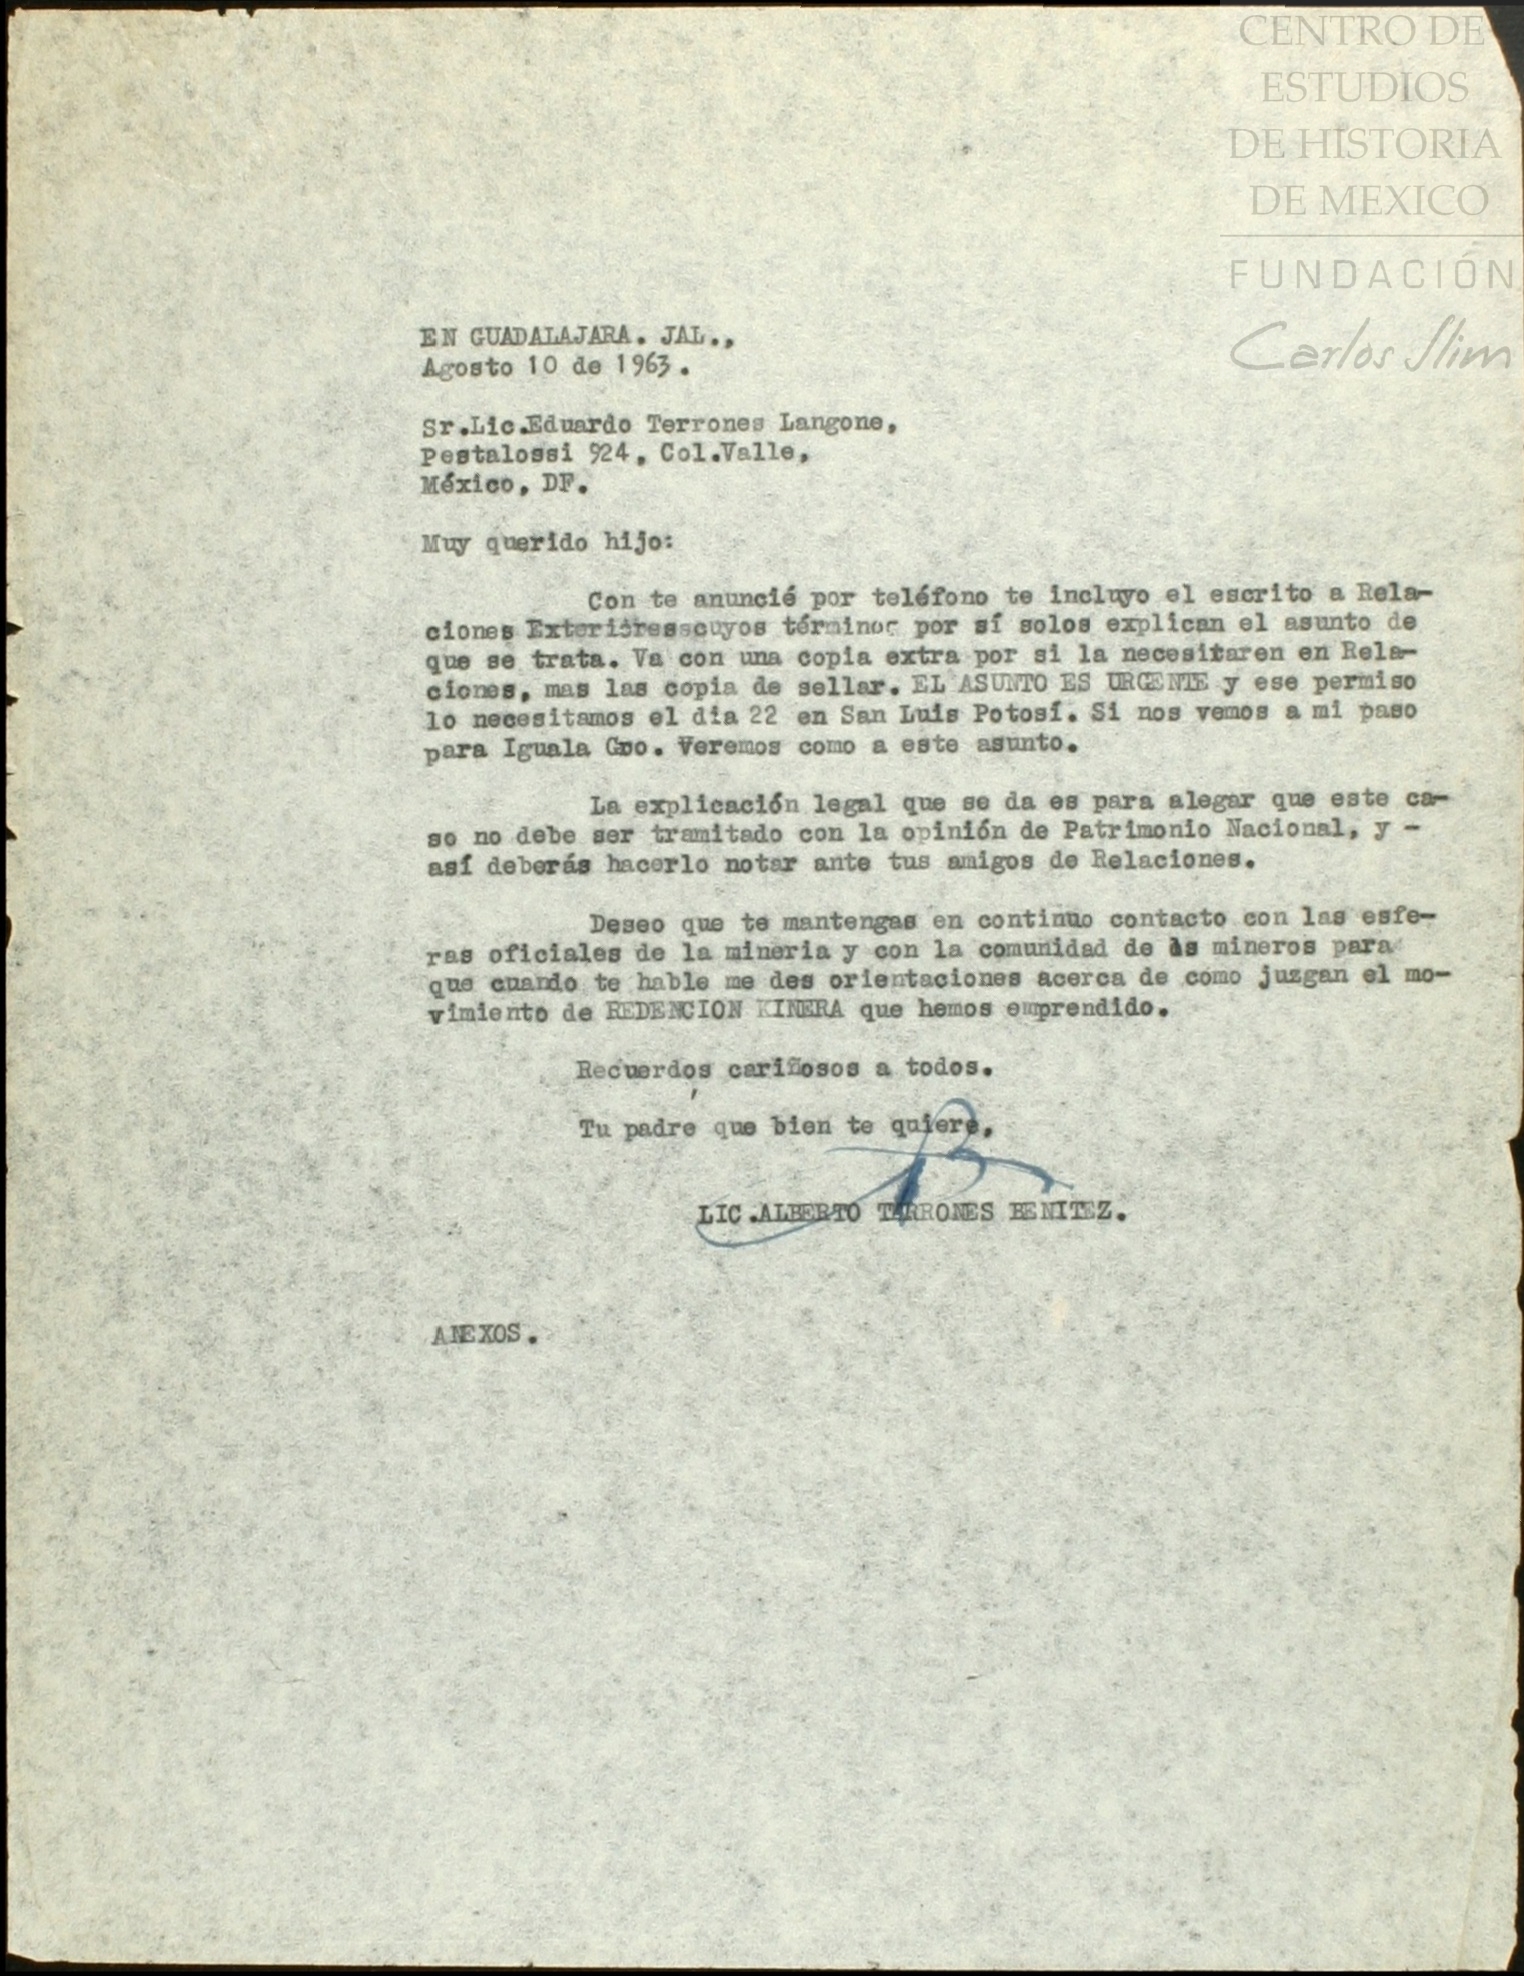 CENTRO DE
ESTUDIOS
DE HISTORIA
DE MEXICO
FUNDACIÓN
Carlos Slim
EN GUADALAJARA. JAL.,
Agosto 10 de 1963.
Sr.Lic.Eduardo Terrones Langone,
Pestalossi 924, Col.Valle,
México, DF.
Muy querido hijo:
Con te anuncié por teléfono te incluyo el escrito a Rela-
ciones Exteriores cuyos términos por sí solos explican el asunto de
que se trata. Va con una copia extra por si la necesitaren en Rela-
ciones, mas las copia de sellar. EL ASUNTO ES URGENTE y ese permiso
lo necesitamos el dia 22 en San Luis Potosí. Si nos vemos a mi paso
para Iguala Gro. Veremos como a este asunto.
La explicación legal que se da es para alegar que este ca-
so no debe ser tramitado con la opinión de Patrimonio Nacional, y -
así deberás hacerlo notar ante tus amigos de Relaciones.
Deseo que te mantengas en continuo contacto con las esfe-
ras oficiales de la mineria y con la comunidad de ls mineros para
que cuando te hable me des orientaciones acerca de cómo juzgan el mo-
vimiento de REDENCION KINERA que hemos emprendido.
Recuerdos cariñosos a todos.
Tu padre que bien te quiere,
LIC.ALBERTO TERRONES BENITEZ.
ANEXOS.